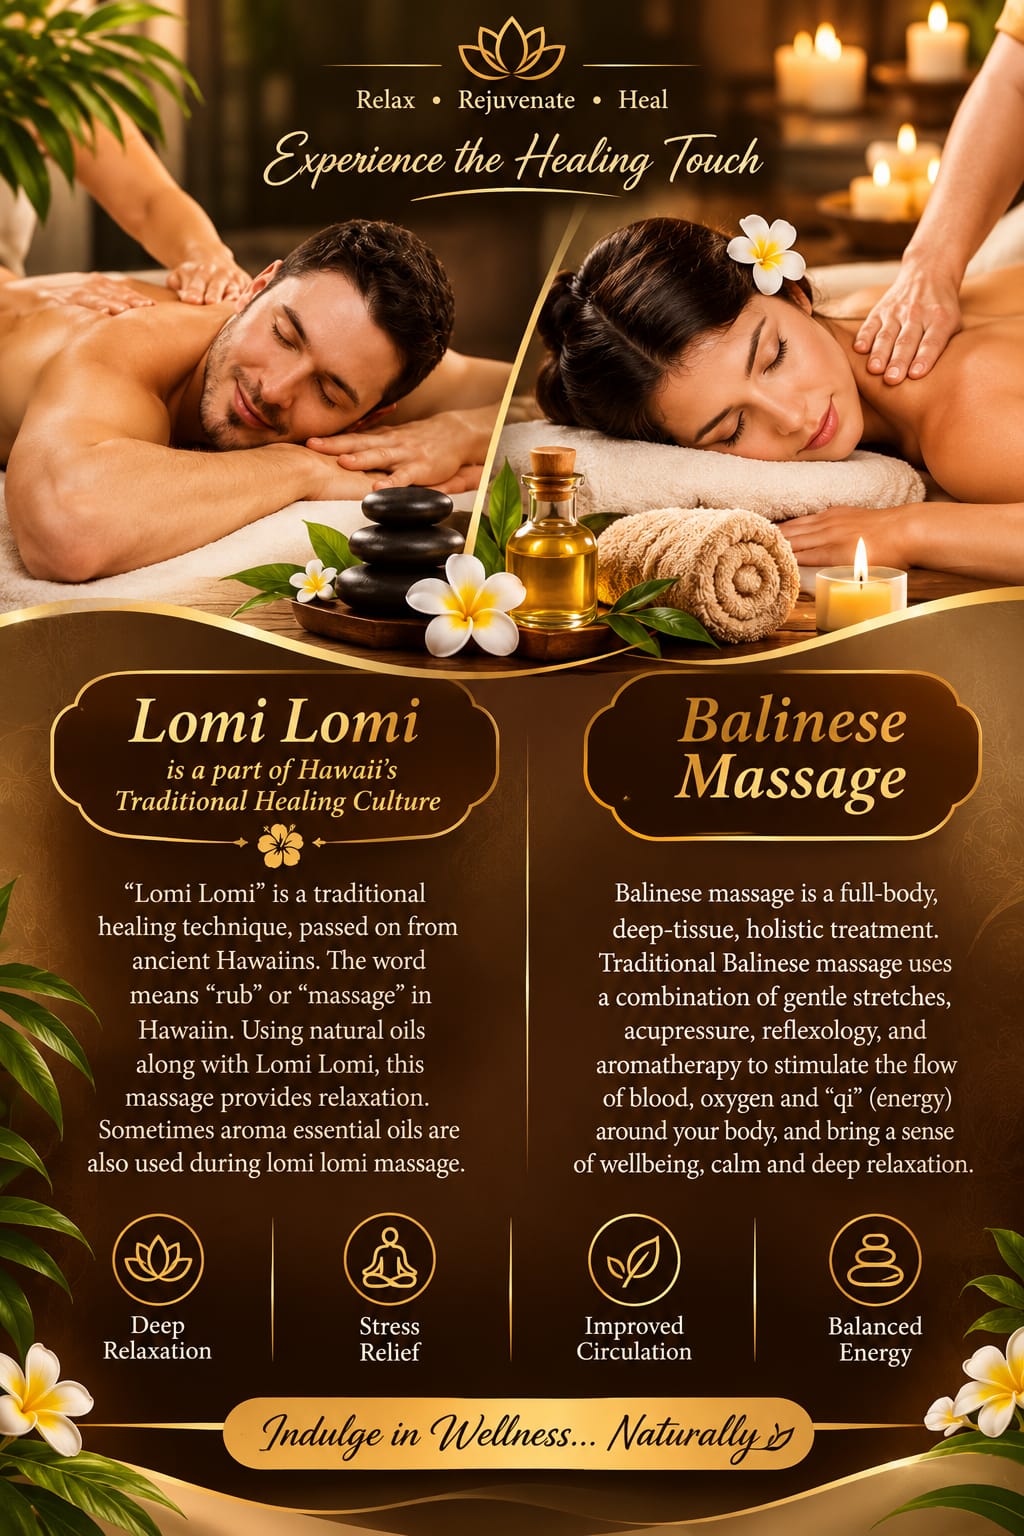 Relax • Rejuvenate • Heal
Experience the Healing Touch
Lomi Lomi
is a part of Hawaii's
Traditional Healing Culture
“Lomi Lomi” is a traditional
healing technique, passed on from
ancient Hawaiins. The word
means “rub” or “massage” in
Hawaiin. Using natural oils
along with Lomi Lomi, this
massage provides relaxation.
Sometimes aroma essential oils are
also used during lomi lomi massage.
Balinese
Massage
Balinese massage is a full-body,
deep-tissue, holistic treatment.
Traditional Balinese massage uses
a combination of gentle stretches,
acupressure, reflexology, and
aromatherapy to stimulate the flow
of blood, oxygen and “qi” (energy)
around your body, and bring a sense
of wellbeing, calm and deep relaxation.
Deep
Relaxation
Stress
Relief
Improved
Circulation
Balanced
Energy
Indulge in Wellness... Naturally